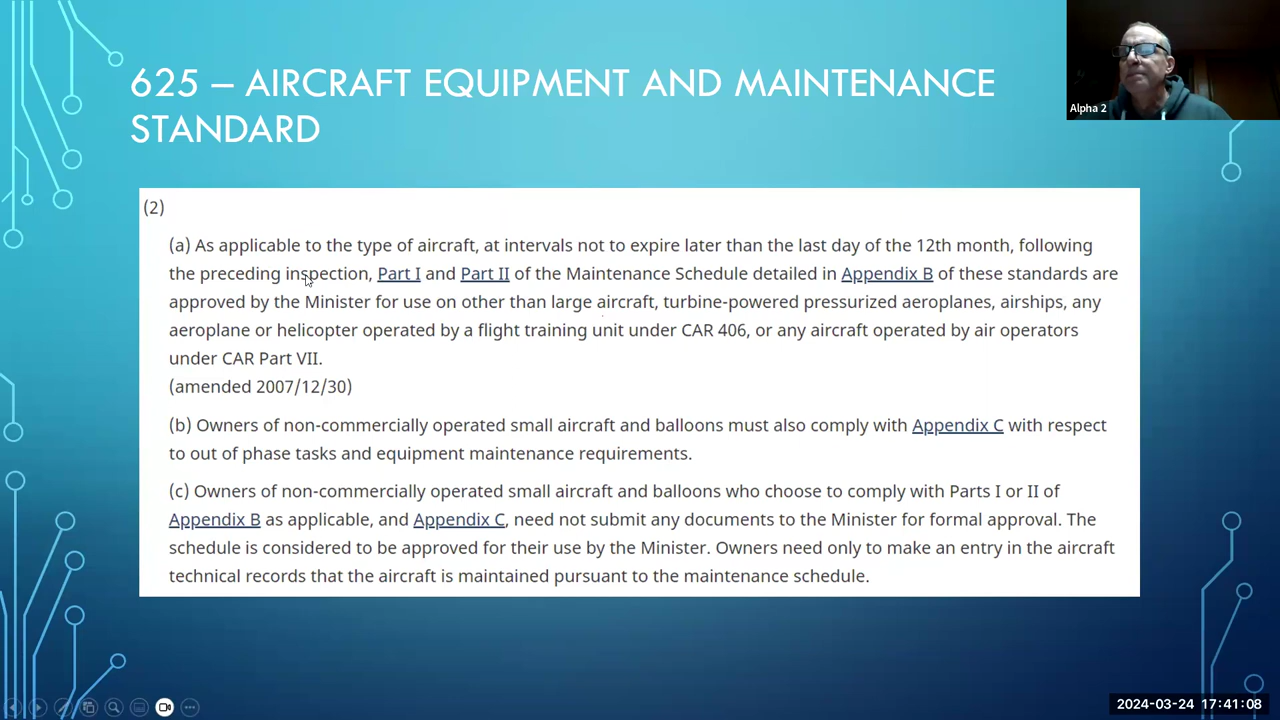 625 – AIRCRAFT EQUIPMENT AND MAINTENANCE
STANDARD
Alpha 2
(2)
(a) As applicable to the type of aircraft, at intervals not to expire later than the last day of the 12th month, following
the preceding inspection, Part I and Part II of the Maintenance Schedule detailed in Appendix B of these standards are
approved by the Minister for use on other than large aircraft, turbine-powered pressurized aeroplanes, airships, any
aeroplane or helicopter operated by a flight training unit under CAR 406, or any aircraft operated by air operators
under CAR Part VII.
(amended 2007/12/30)
(b) Owners of non-commercially operated small aircraft and balloons must also comply with Appendix C with respect
to out of phase tasks and equipment maintenance requirements.
(c) Owners of non-commercially operated small aircraft and balloons who choose to comply with Parts I or II of
Appendix B as applicable, and Appendix C, need not submit any documents to the Minister for formal approval. The
schedule is considered to be approved for their use by the Minister. Owners need only to make an entry in the aircraft
technical records that the aircraft is maintained pursuant to the maintenance schedule.
2024-03-24 17:41:08